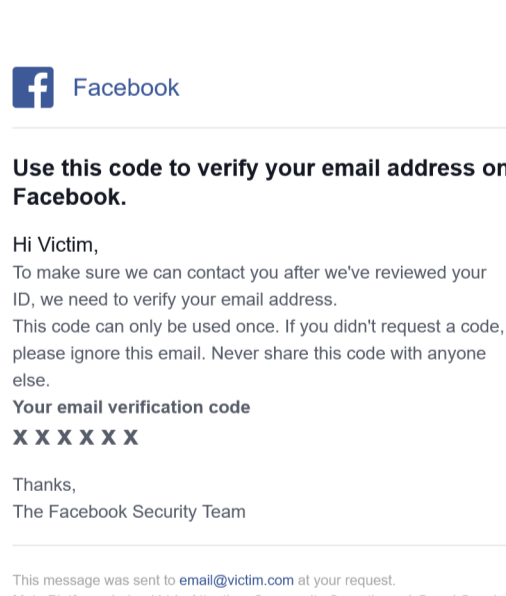 Facebook
Use this code to verify your email address on
Facebook.
Hi Victim,
To make sure we can contact you after we've reviewed your
ID, we need to verify your email address.
This code can only be used once. If you didn't request a code,
please ignore this email. Never share this code with anyone
else.
Your email verification code
X X X X X X
Thanks,
The Facebook Security Team
This message was sent to email@victim.com at your request.